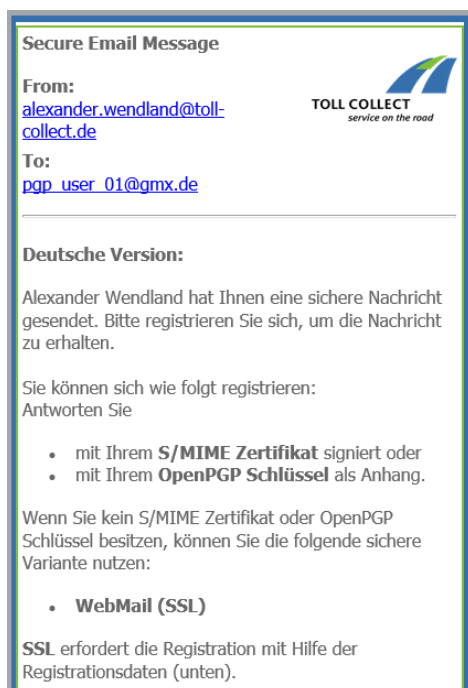 Secure Email Message
From:
alexander.wendland@toll-
collect.de
TOLL COLLECT
service on the road
To:
pgp_user_01@gmx.de
Deutsche Version:
Alexander Wendland hat Ihnen eine sichere Nachricht
gesendet. Bitte registrieren Sie sich, um die Nachricht
zu erhalten.
Sie können sich wie folgt registrieren:
Antworten Sie
• mit Ihrem S/MIME Zertifikat signiert oder
• mit Ihrem OpenPGP Schlüssel als Anhang.
Wenn Sie kein S/MIME Zertifikat oder OpenPGP
Schlüssel besitzen, können Sie die folgende sichere
Variante nutzen:
• WebMail (SSL)
SSL erfordert die Registration mit Hilfe der
Registrationsdaten (unten).